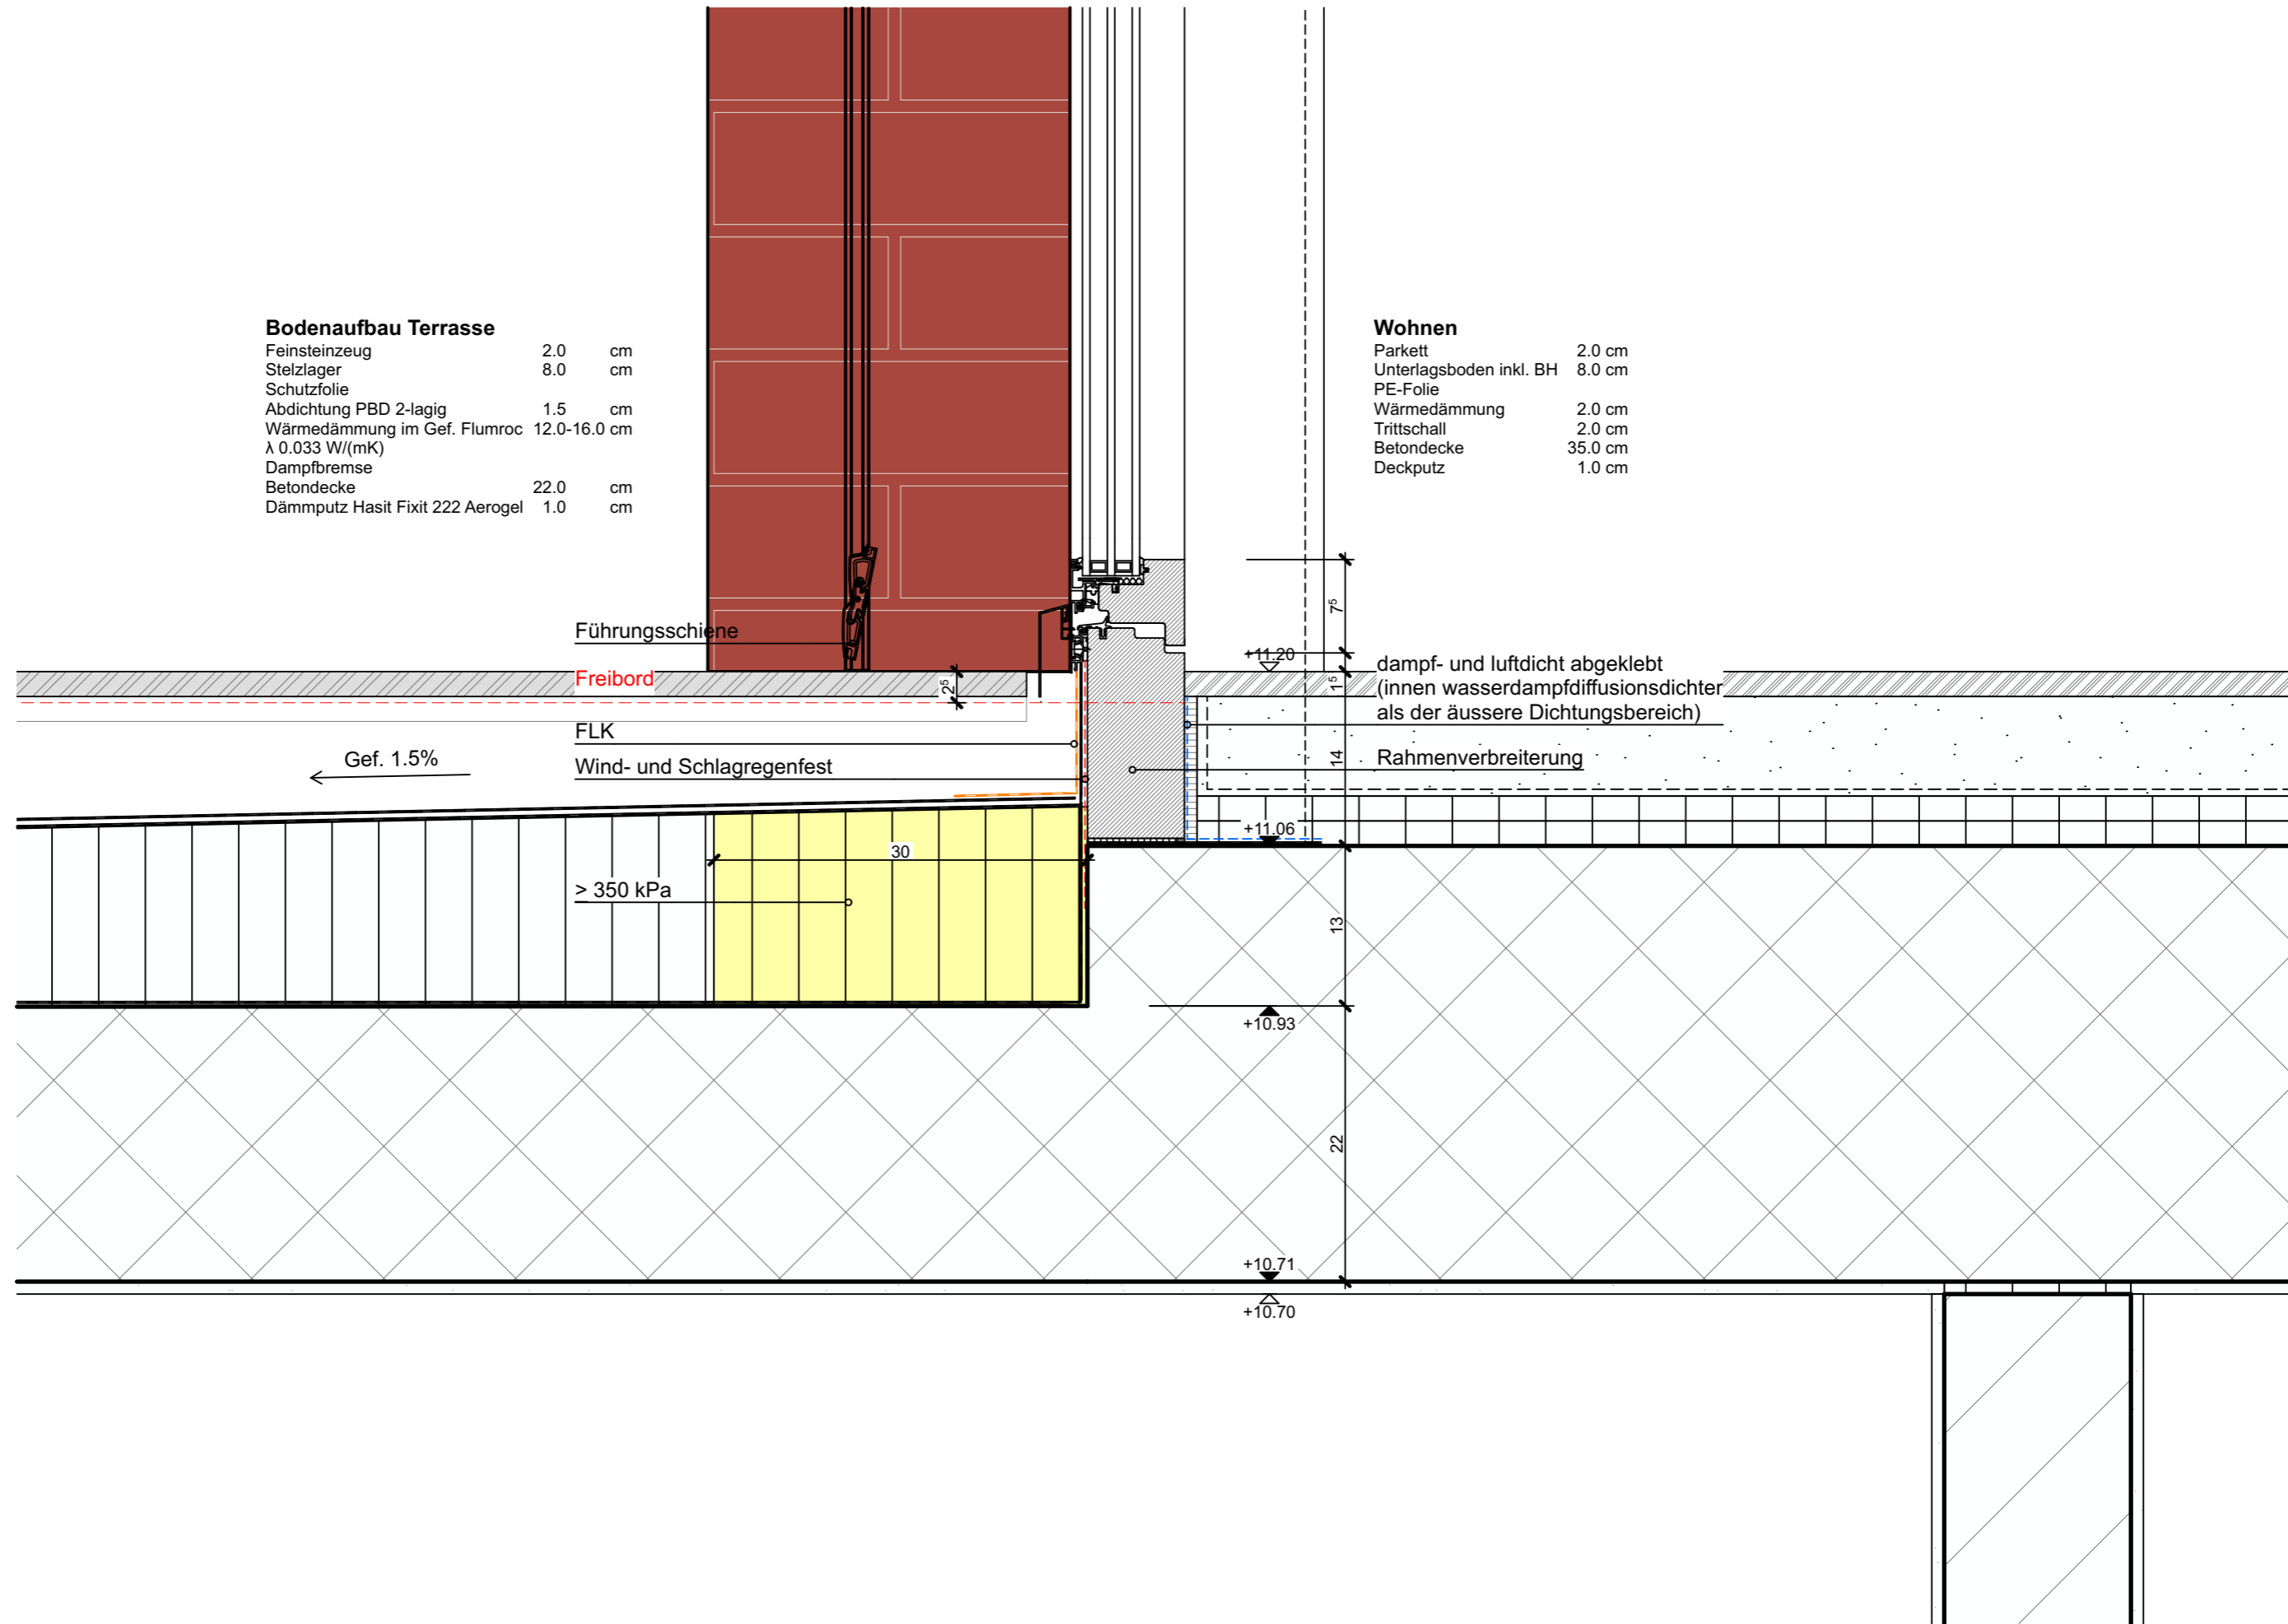 Bodenaufbau Terrasse
Feinsteinzeug 2.0 cm
Stelzlager 8.0 cm
Schutzfolie
Abdichtung PBD 2-lagig 1.5 cm
Wärmedämmung im Gef. Flumroc 12.0-16.0 cm
λ 0.033 W/(mK)
Dampfbremse
Betondecke 22.0 cm
Dämmputz Hasit Fixit 222 Aerogel 1.0 cm
Wohnen
Parkett 2.0 cm
Unterlagsboden inkl. BH 8.0 cm
PE-Folie
Wärmedämmung 2.0 cm
Trittschall 2.0 cm
Betondecke 35.0 cm
Deckputz 1.0 cm
Führungsschiene
Freibord
2⁵
FLK
Gef. 1.5%
Wind- und Schlagregenfest
30
> 350 kPa
7⁵
+11.20
1⁵
dampf- und luftdicht abgeklebt
(innen wasserdampfdiffusionsdichter
als der äussere Dichtungsbereich)
14
Rahmenverbreiterung
+11.06
13
+10.93
22
+10.71
+10.70